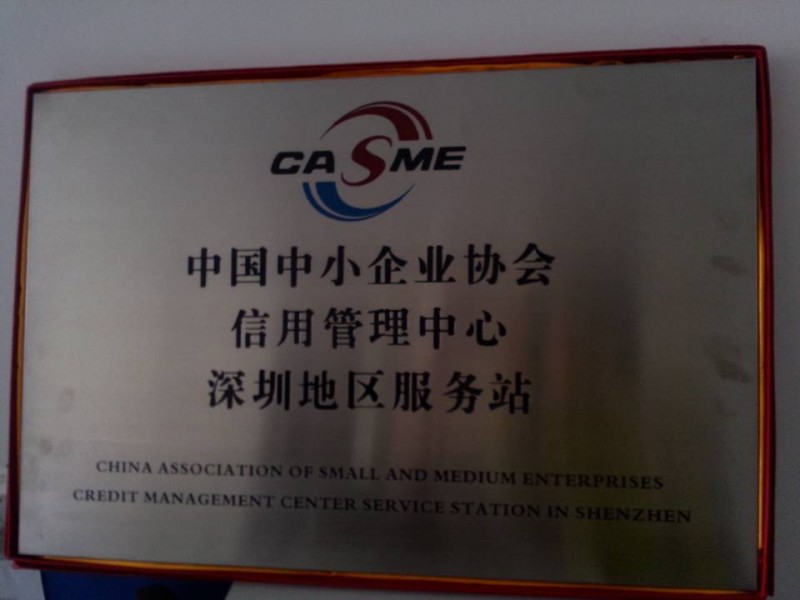 CASME
中国中小企业协会
信用管理中心
深圳地区服务站
CHINA ASSOCIATION OF SMALL AND MEDIUM ENTERPRISES
CREDIT MANAGEMENT CENTER SERVICE STATION IN SHENZHEN